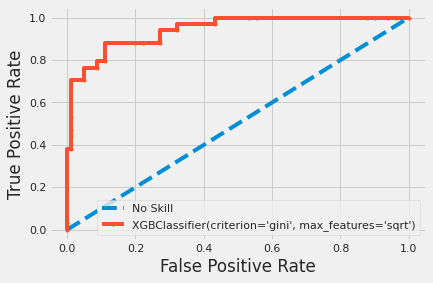 1.0
0.8
0.6
0.4
0.2
0.0
True Positive Rate
No Skill
XGBClassifier(criterion='gini', max_features='sqrt')
0.0 0.2 0.4 0.6 0.8 1.0
False Positive Rate